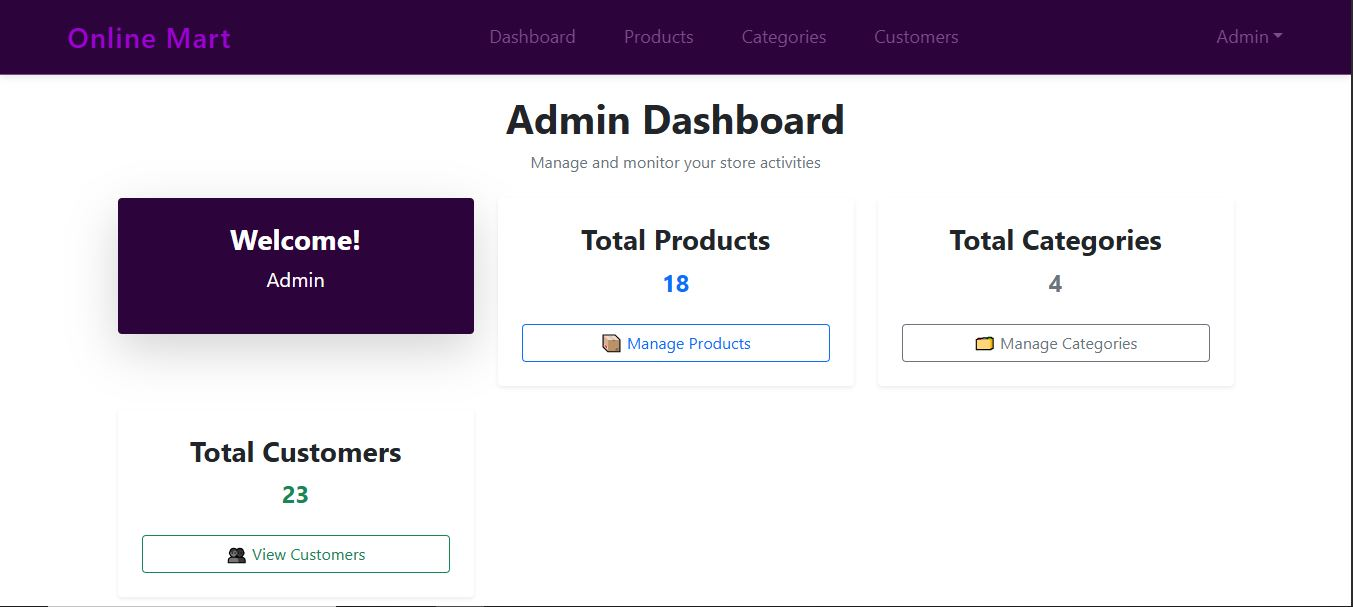 Online Mart
Dashboard
Products
Categories
Customers
Admin
Admin Dashboard
Manage and monitor your store activities
Welcome!
Admin
Total Products
18
Manage Products
Total Categories
4
Manage Categories
Total Customers
23
View Customers